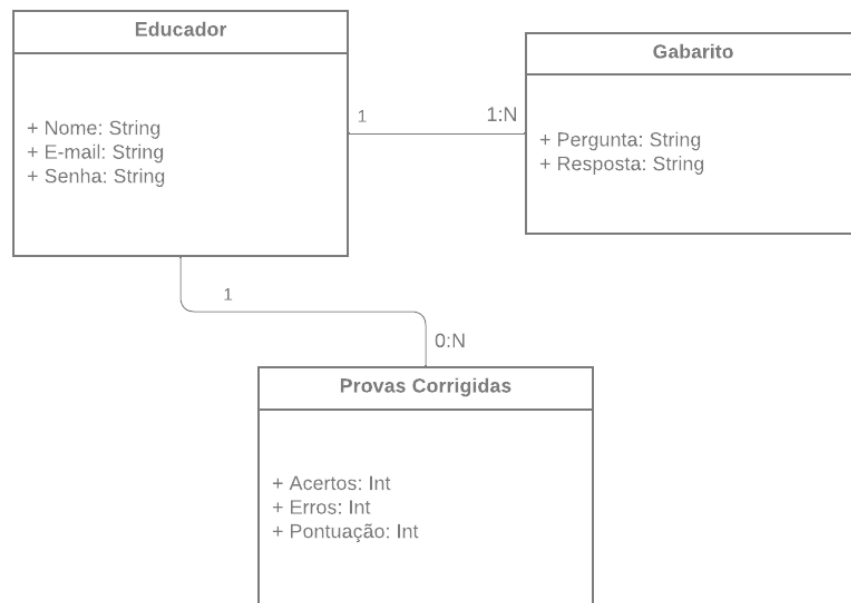 Educador
+ Nome: String
+ E-mail: String
+ Senha: String
1
1:N
Gabarito
+ Pergunta: String
+ Resposta: String
1
0:N
Provas Corrigidas
+ Acertos: Int
+ Erros: Int
+ Pontuação: Int